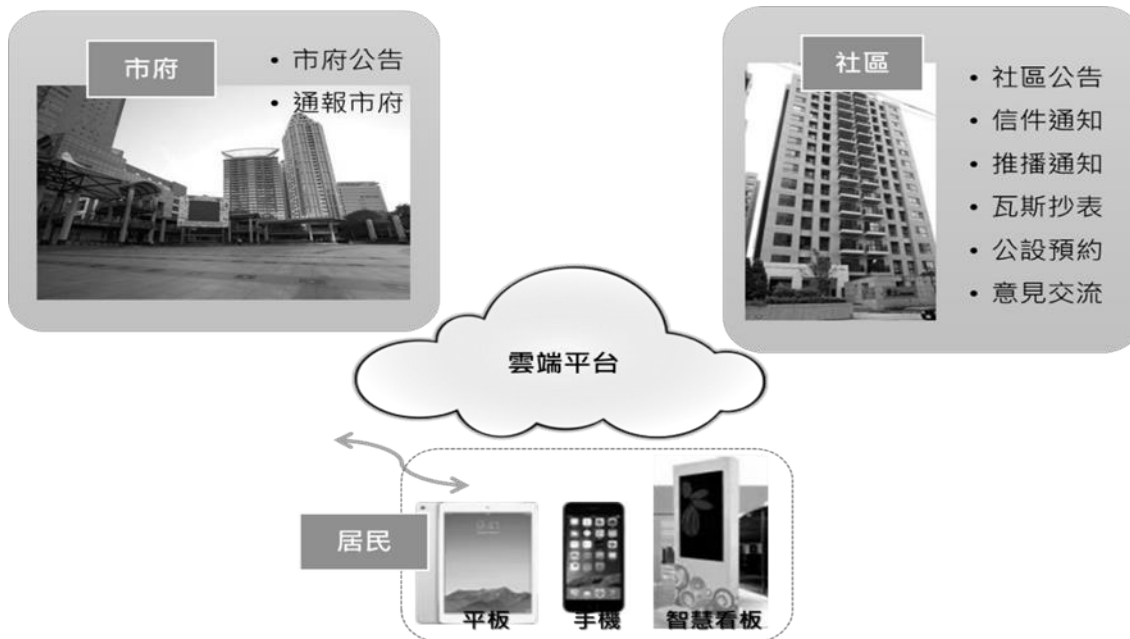 市府
• 市府公告
• 通報市府
社區
• 社區公告
• 信件通知
• 推播通知
• 瓦斯抄表
• 公設預約
• 意見交流
雲端平台
居民
9:41
平板
手機
智慧看板